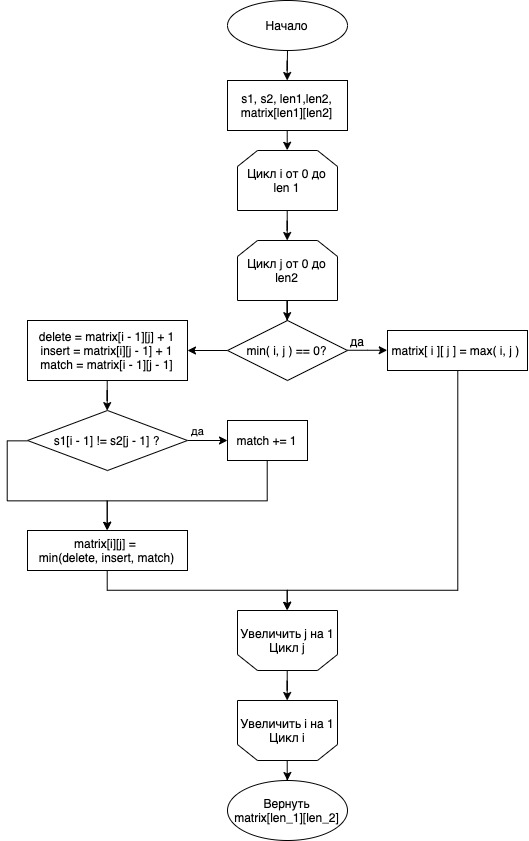 Начало
s1, s2, len1,len2,
matrix[len1][len2]
Цикл i от 0 до
len 1
Цикл j от 0 до
len2
min( i, j ) == 0?
да
matrix[ i ][ j ] = max( i, j )
delete = matrix[i - 1][j] + 1
insert = matrix[i][j - 1] + 1
match = matrix[i - 1][j - 1]
s1[i - 1] != s2[j - 1] ?
да
match += 1
matrix[i][j] =
min(delete, insert, match)
Увеличить j на 1
Цикл j
Увеличить i на 1
Цикл i
Вернуть
matrix[len_1][len_2]